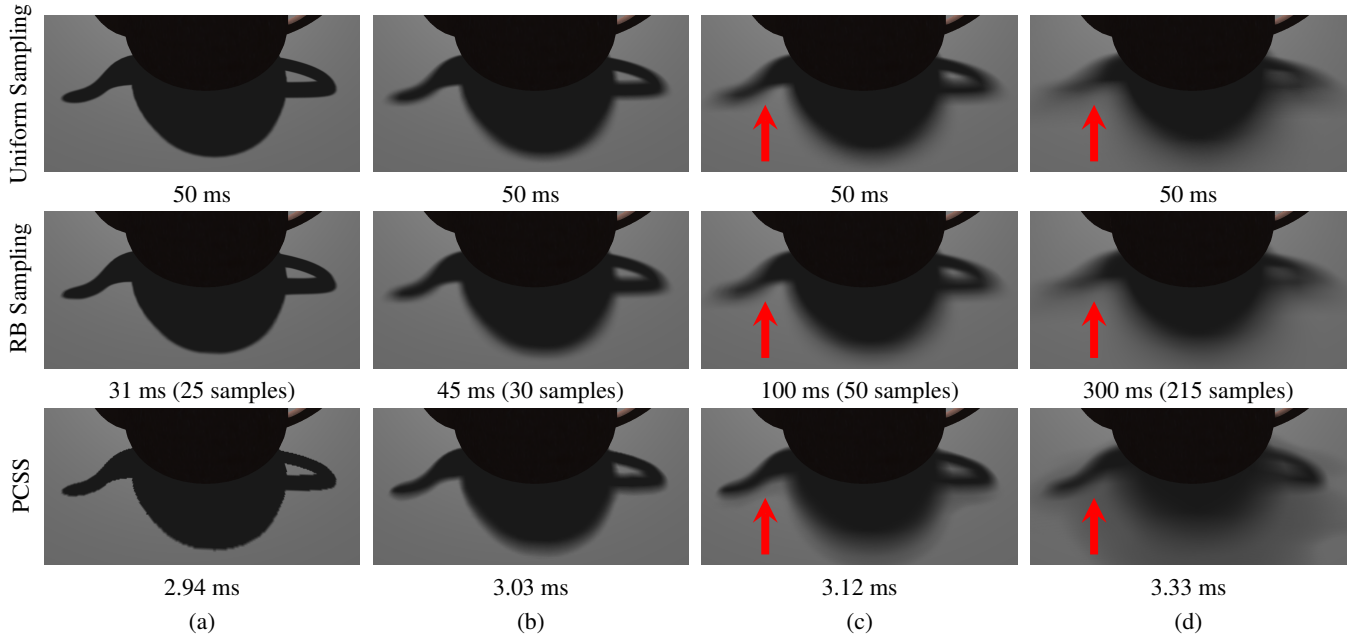 Uniform Sampling
50 ms
50 ms
50 ms
50 ms
RB Sampling
31 ms (25 samples)
45 ms (30 samples)
100 ms (50 samples)
300 ms (215 samples)
PCSS
2.94 ms
3.03 ms
3.12 ms
3.33 ms
(a)
(b)
(c)
(d)